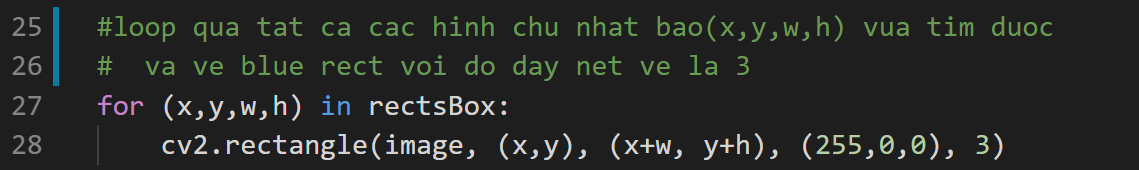 25 #loop qua tat ca cac hinh chu nhat bao(x,y,w,h) vua tim duoc
26 #  va ve blue rect voi do day net ve la 3
27 for (x,y,w,h) in rectsBox:
28     cv2.rectangle(image, (x,y), (x+w, y+h), (255,0,0), 3)